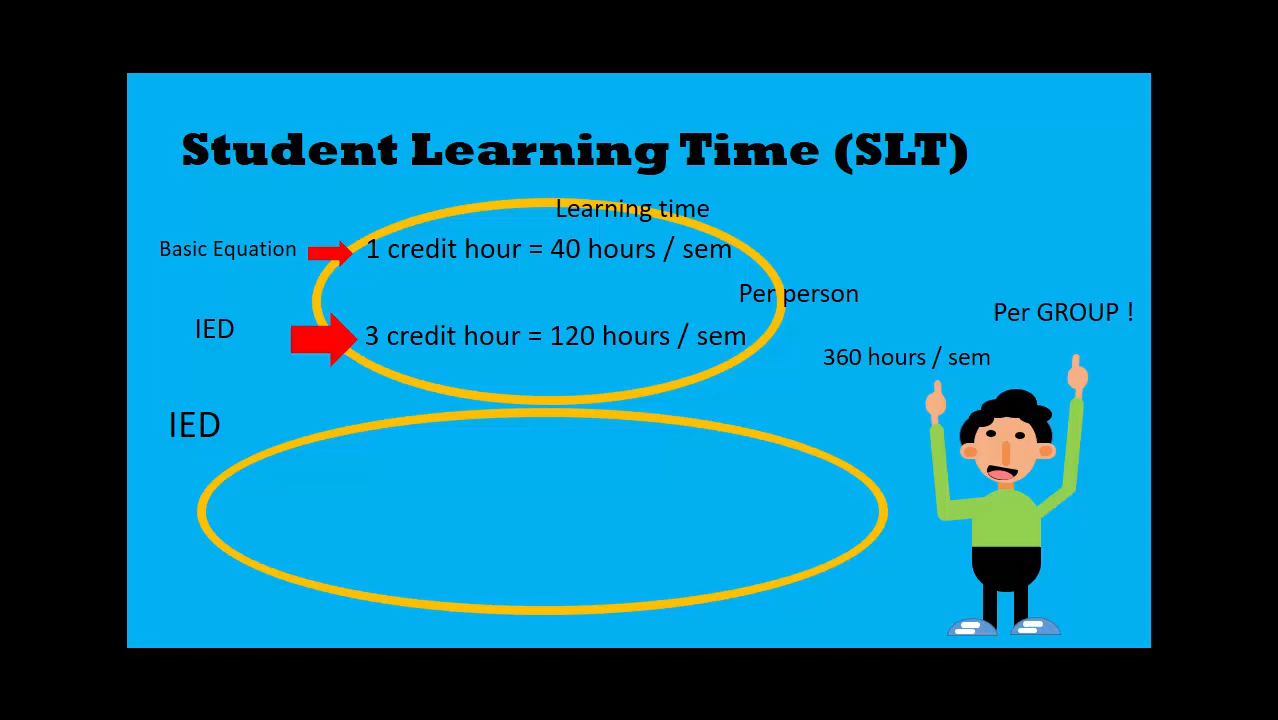 Student Learning Time (SLT)
Learning time
Basic Equation
1 credit hour = 40 hours / sem
Per person
Per GROUP !
IED
3 credit hour = 120 hours / sem
360 hours / sem
IED